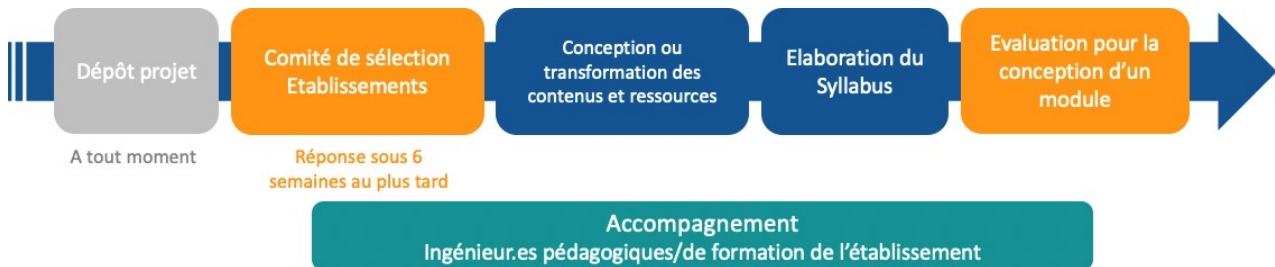 Dépôt projet
Comité de sélection
Etablissements
Conception ou
transformation des
contenus et ressources
Elaboration du
Syllabus
Evaluation pour la
conception d’un
module
A tout moment
Réponse sous 6
semaines au plus tard
Accompagnement
Ingénieur.es pédagogiques/de formation de l’établissement